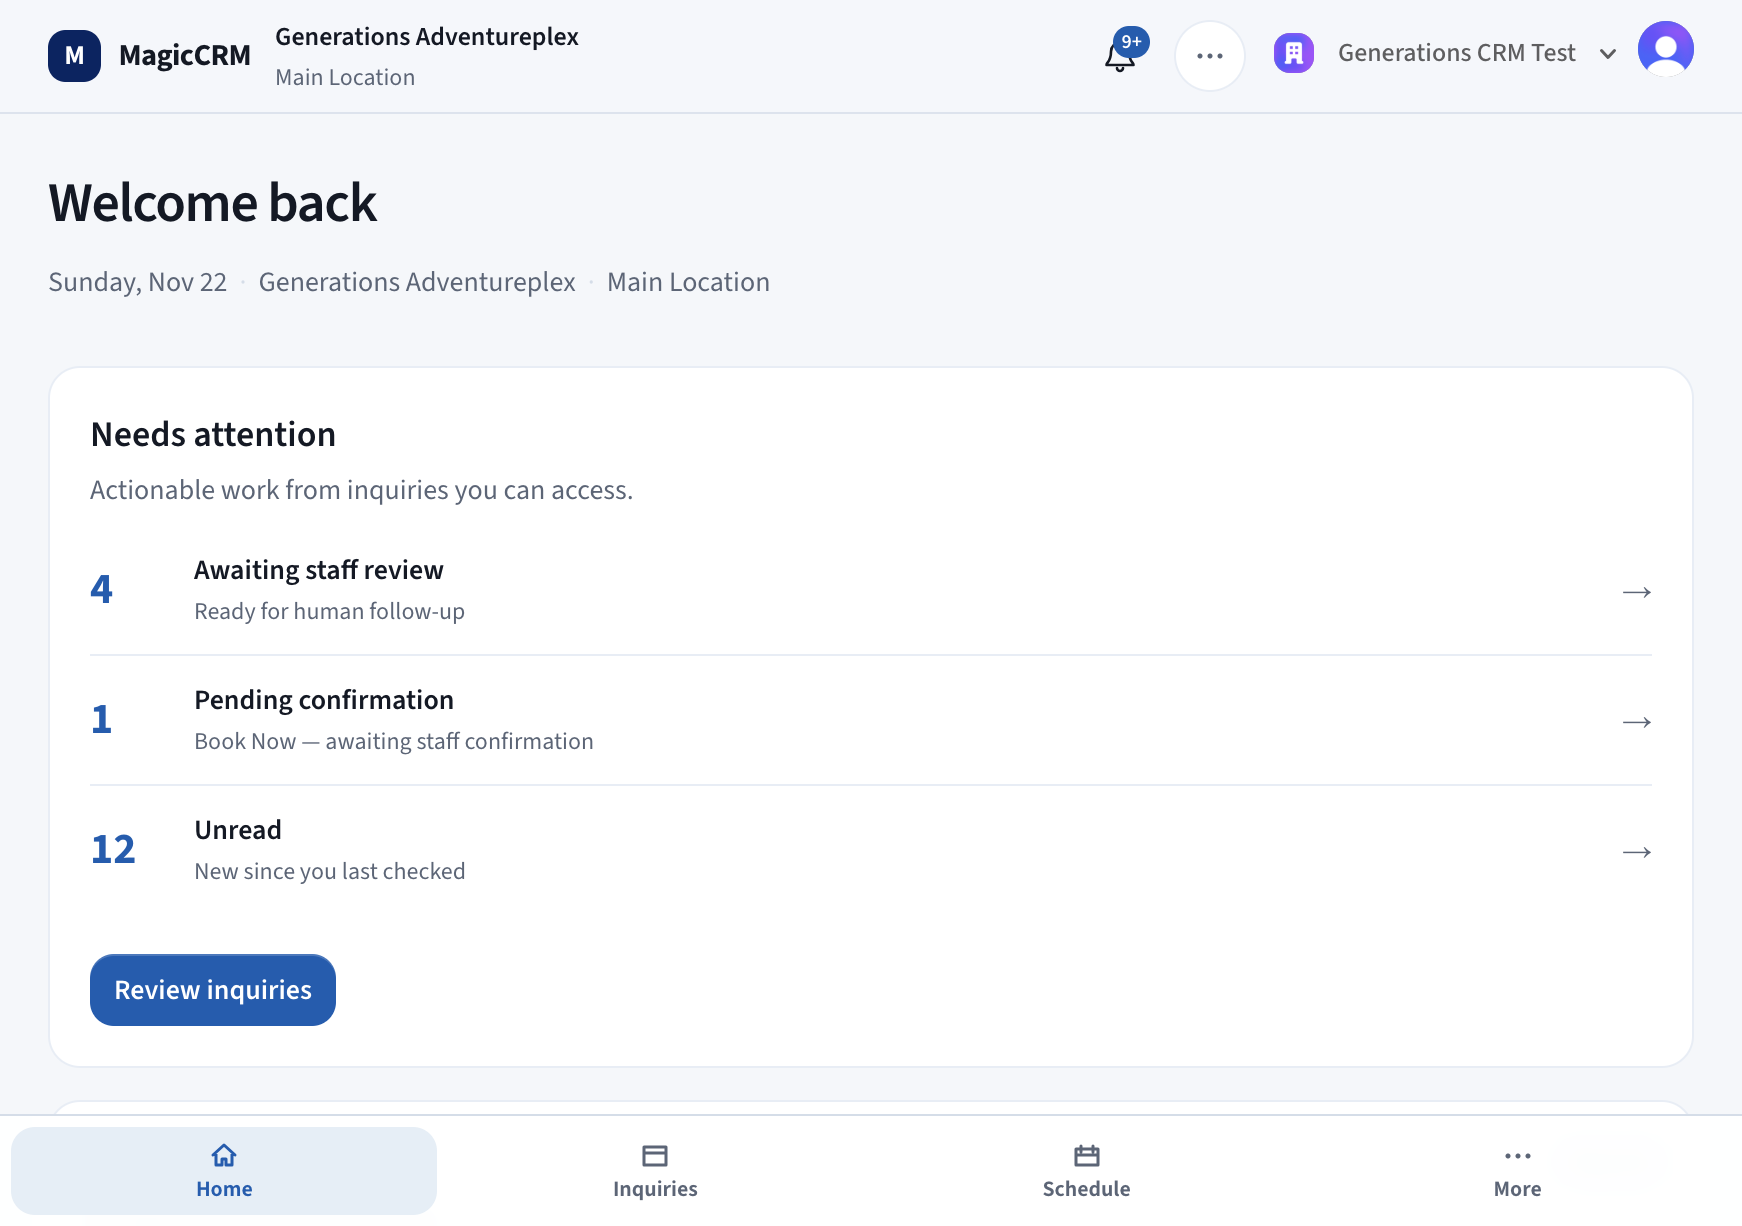 M MagicCRM
Generations Adventureplex
Main Location
9+
Generations CRM Test
Welcome back
Sunday, Nov 22 · Generations Adventureplex · Main Location
Needs attention
Actionable work from inquiries you can access.
4
Awaiting staff review
Ready for human follow-up
→
1
Pending confirmation
Book Now — awaiting staff confirmation
→
12
Unread
New since you last checked
→
Review inquiries
Home
Inquiries
Schedule
More